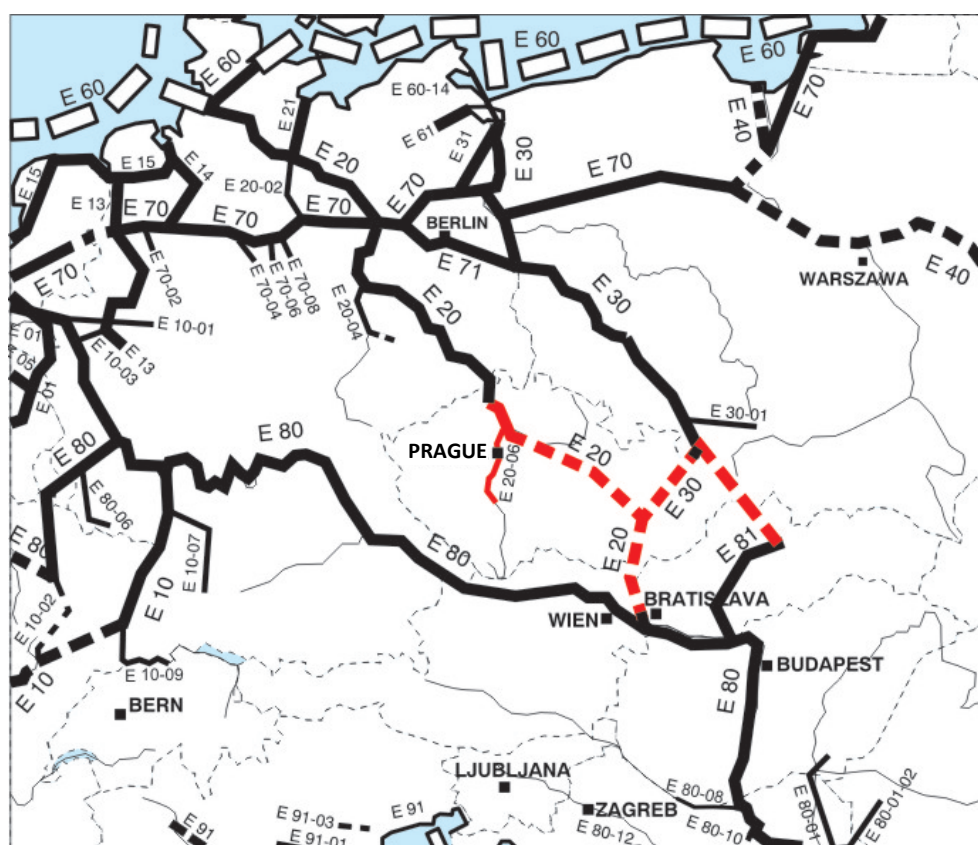 E 60
E 60
E 60
E 60
E 60
E 70
E 21
E 60-14
E 61
E 31
E 30
E 40
E 15
E 15
E 14
E 20
E 20-02
E 70
E 13
E 70
E 70
E 70
E 70
BERLIN
E 71
WARSZAWA
E 40
E 70
E 70-02
E 70-04
E 70-06
E 70-08
E 20-04
E 20
E 30
E 01
E 10-01
E 05
E 10-03
E 13
E 01
E 30-01
E 80
E 80
PRAGUE
E 20-06
E 20
E 30
E 80-06
E 80
E 10-07
E 80
E 20
E 81
E 10-02
E 10
WIEN
BRATISLAVA
E 10
E 10-09
BUDAPEST
E 80
BERN
LJUBLJANA
ZAGREB
E 80-08
E 91
E 91-03
E 91
E 91-01
E 80-12
E 80-10
E 80-01
E 80-01-02